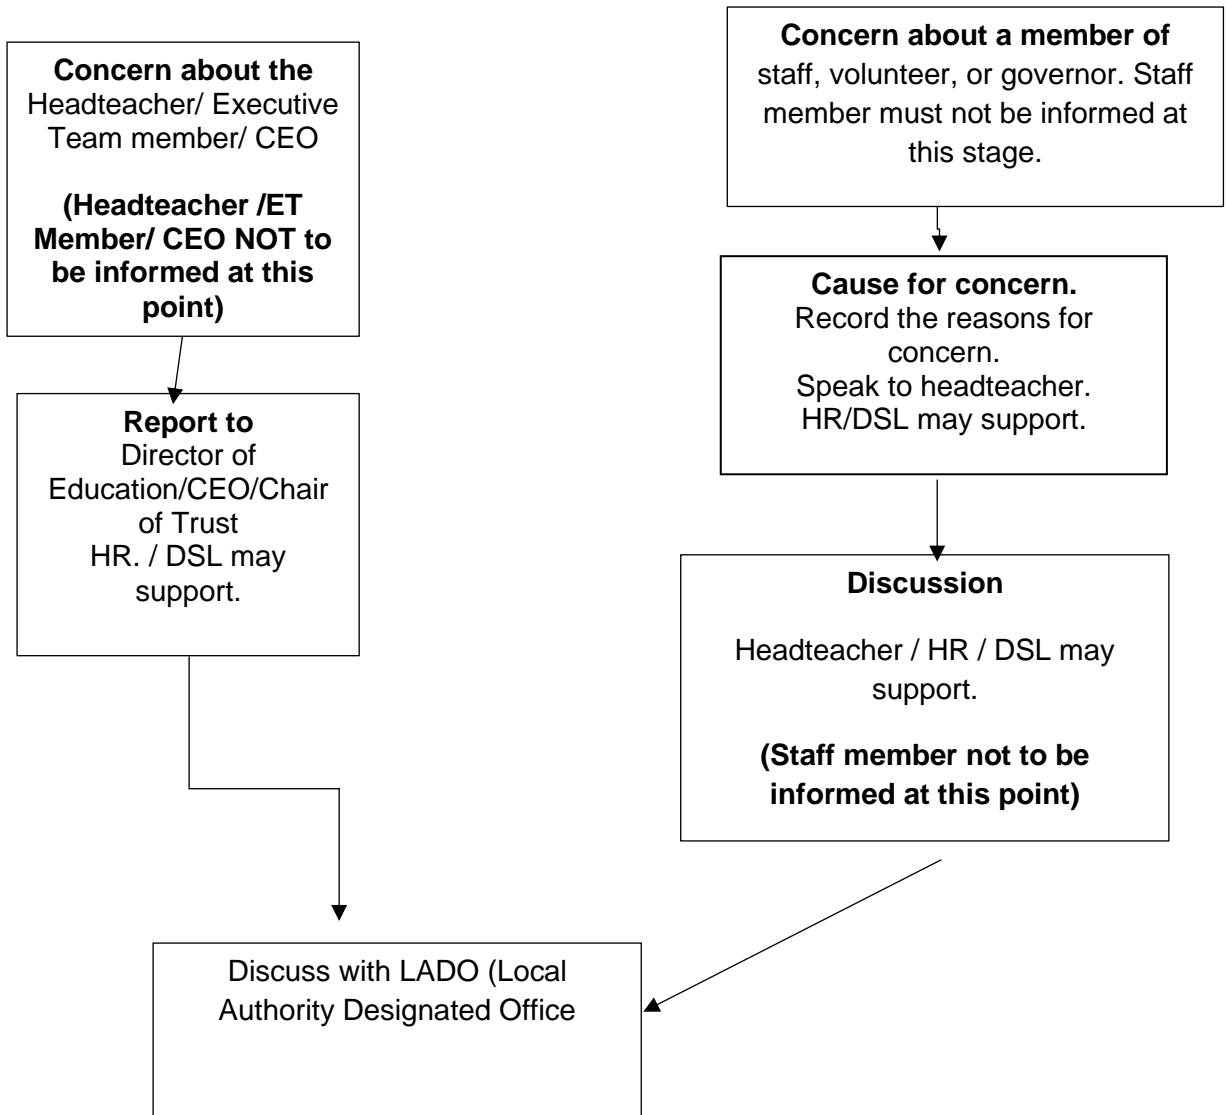 Concern about the
Headteacher/ Executive
Team member/ CEO
(Headteacher /ET
Member/ CEO NOT to
be informed at this
point)
Report to
Director of
Education/CEO/Chair
of Trust
HR. / DSL may
support.
Concern about a member of
staff, volunteer, or governor. Staff
member must not be informed at
this stage.
Cause for concern.
Record the reasons for
concern.
Speak to headteacher.
HR/DSL may support.
Discussion
Headteacher / HR / DSL may
support.
(Staff member not to be
informed at this point)
Discuss with LADO (Local
Authority Designated Office